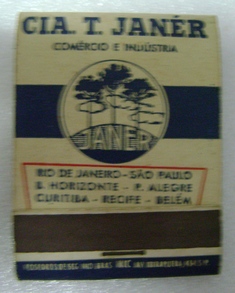 CIA. T. JANÉR
COMÉRCIO E INDÚSTRIA
JANÉR
RIO DE JANEIRO - SÃO PAULO
B. HORIZONTE - P. ALEGRE
CURITIBA - RECIFE - BELÉM